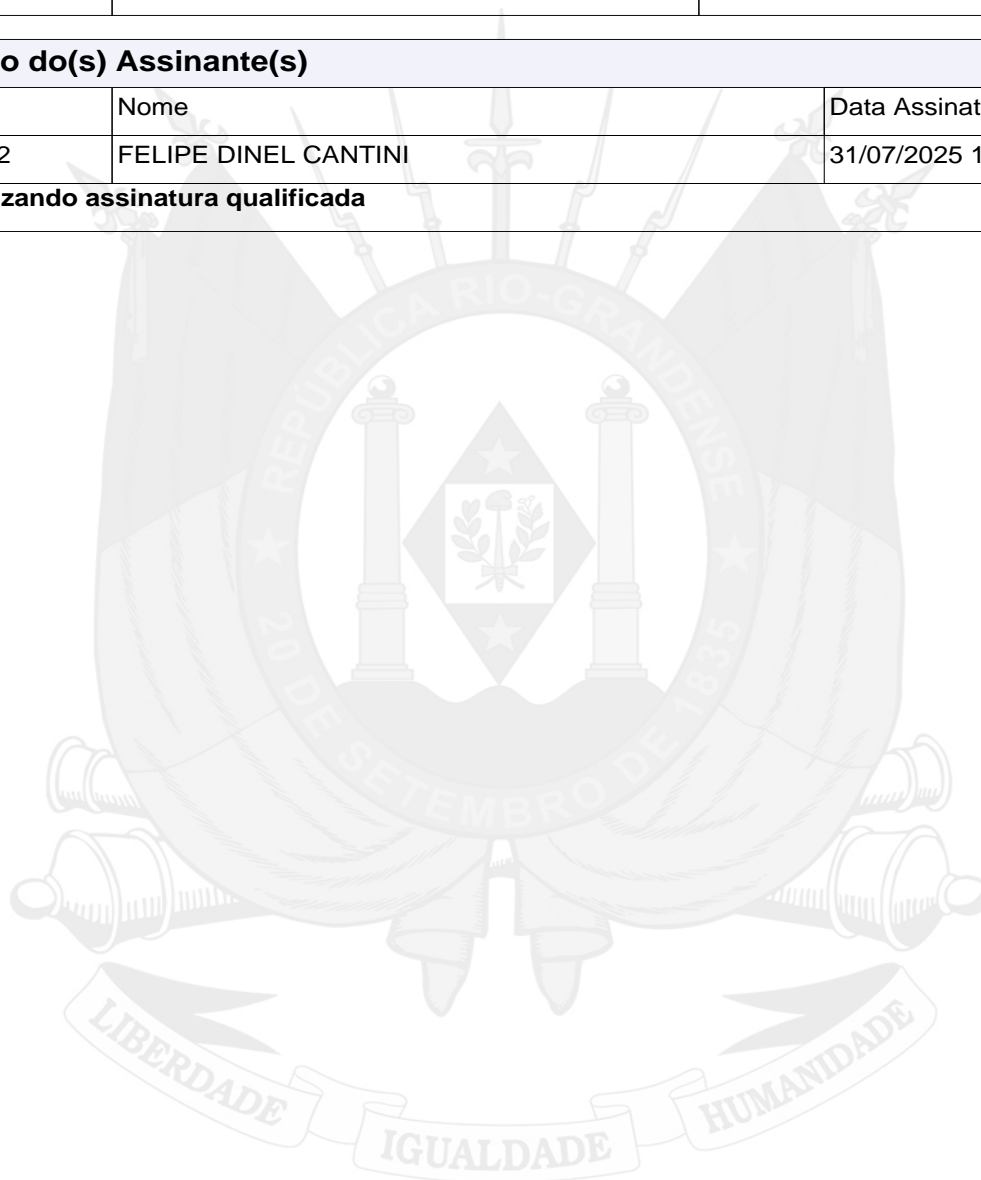 o do(s) Assinante(s)
Nome Data Assinat
2 FELIPE DINEL CANTINI 31/07/2025 1
zando assinatura qualificada
REPÚBLICA RIO-GRANDENSE
20 DE SETEMBRO DE 1835
LIBERDADE IGUALDADE HUMANIDADE